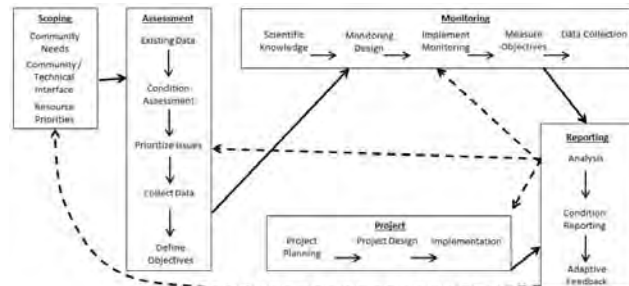 Scoping
Community
Needs
Community /
Technical
Interface
Resource
Priorities
Assessment
Existing Data
Condition
Assessment
Prioritize Issues
Collect Data
Define
Objectives
Monitoring
Scientific
Knowledge
Monitoring
Design
Implement
Monitoring
Measure
Objectives
Data Collection
Project
Project
Planning
Project Design
Implementation
Reporting
Analysis
Condition
Reporting
Adaptive
Feedback